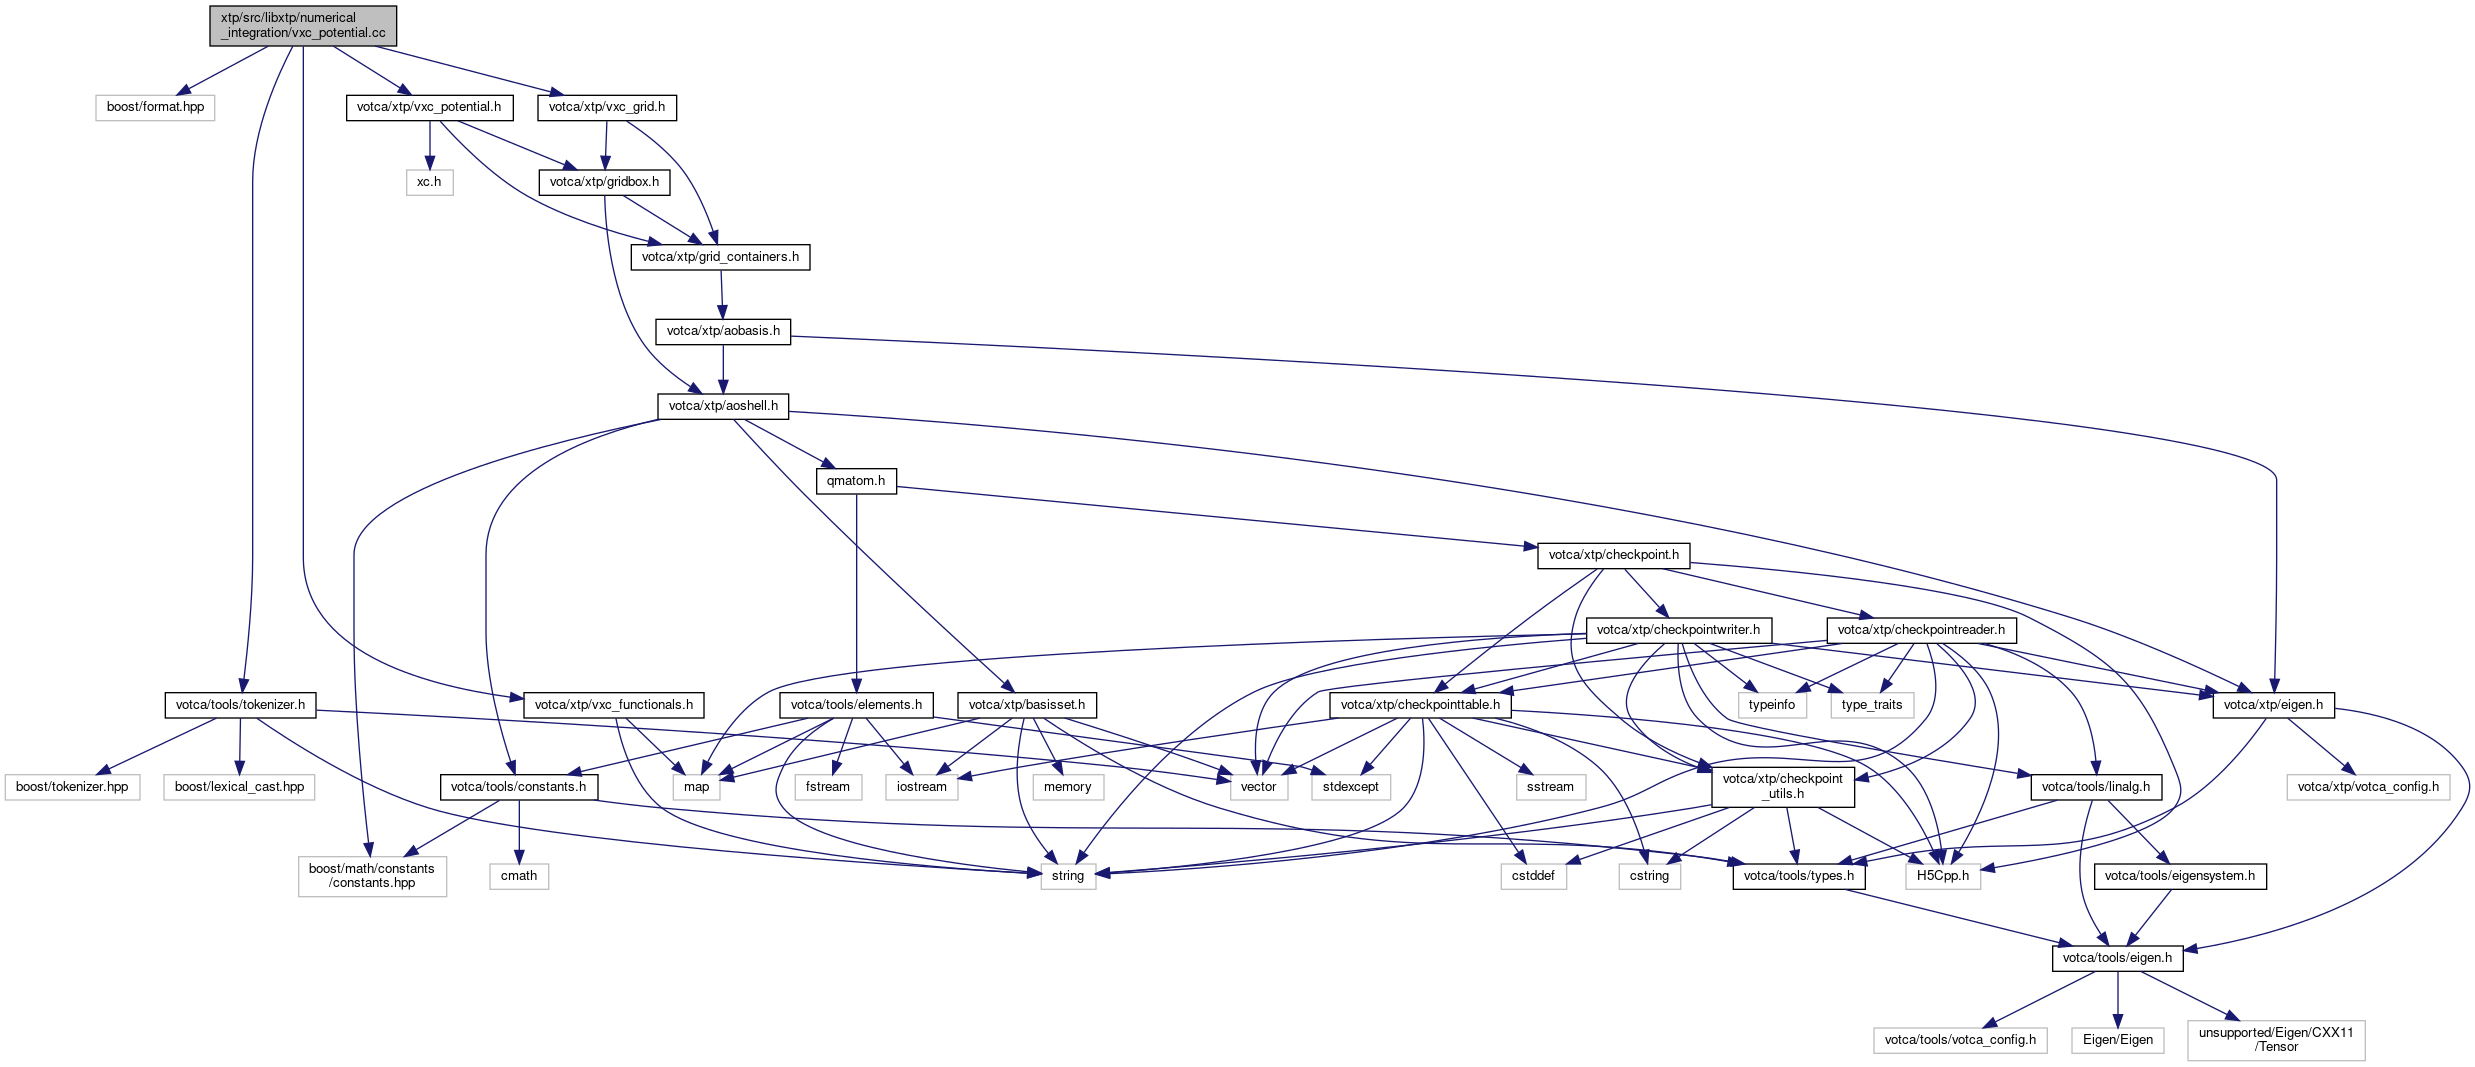 xtp/src/libxtp/numerical
_integration/vxc_potential.cc
boost/format.hpp
votca/xtp/vxc_potential.h
votca/xtp/vxc_grid.h
xc.h
votca/xtp/gridbox.h
votca/xtp/grid_containers.h
votca/xtp/aobasis.h
votca/xtp/aoshell.h
qmatom.h
votca/xtp/checkpoint.h
votca/xtp/checkpointwriter.h
votca/xtp/checkpointreader.h
votca/tools/tokenizer.h
votca/xtp/vxc_functionals.h
votca/tools/elements.h
votca/xtp/basisset.h
votca/xtp/checkpointtable.h
typeinfo
type_traits
votca/xtp/eigen.h
boost/tokenizer.hpp
boost/lexical_cast.hpp
votca/tools/constants.h
map
fstream
iostream
memory
vector
stdexcept
sstream
votca/xtp/checkpoint
_utils.h
votca/tools/linalg.h
votca/xtp/votca_config.h
boost/math/constants
/constants.hpp
cmath
string
cstddef
cstring
votca/tools/types.h
H5Cpp.h
votca/tools/eigensystem.h
votca/tools/eigen.h
votca/tools/votca_config.h
Eigen/Eigen
unsupported/Eigen/CXX11
/Tensor